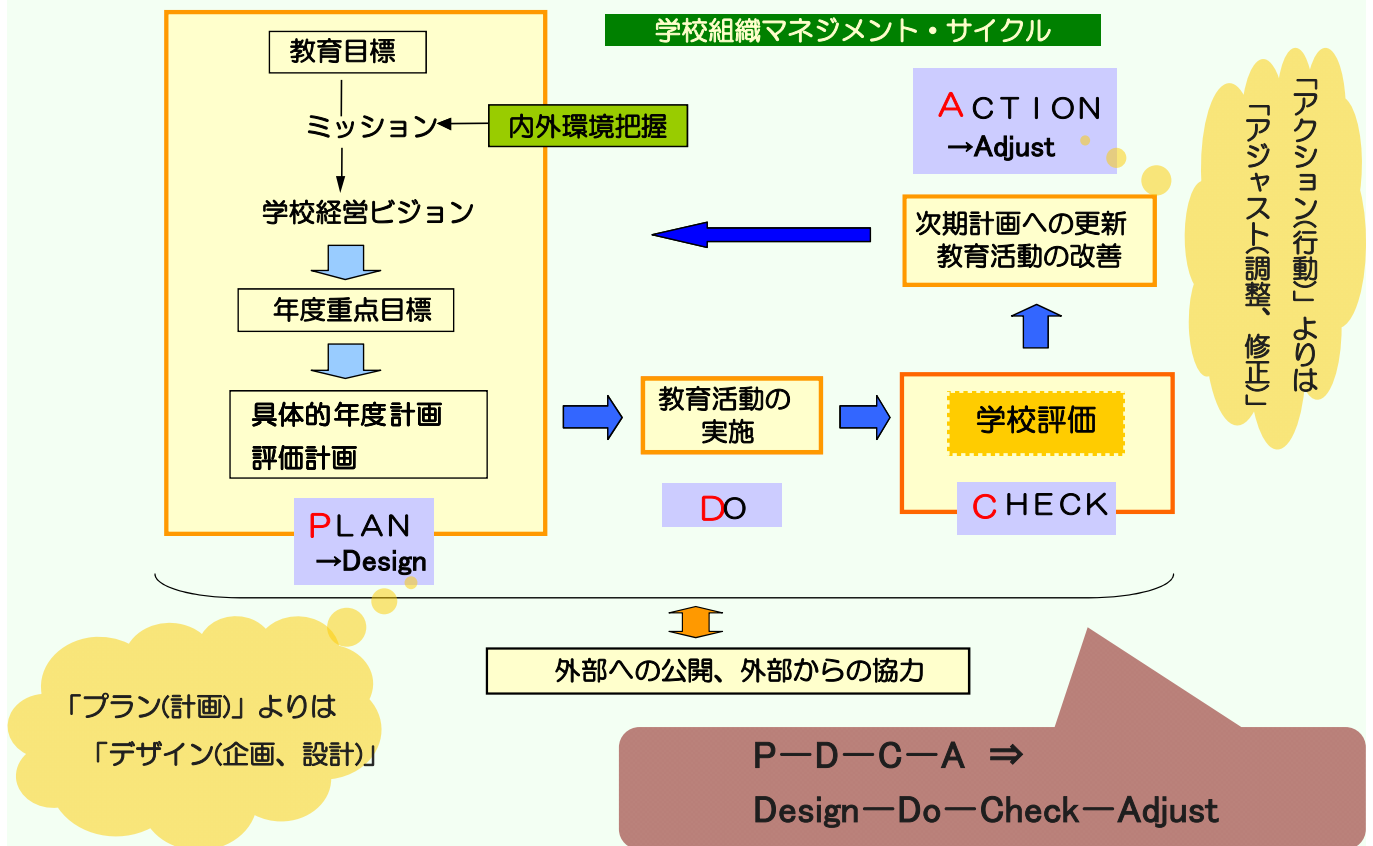 学校組織マネジメント・サイクル
教育目標
ミッション
内外環境把握
学校経営ビジョン
年度重点目標
具体的年度計画
評価計画
PLAN
→Design
教育活動の
実施
DO
学校評価
CHECK
次期計画への更新
教育活動の改善
ACTION
→Adjust
「アクション(行動)」よりは
「アジャスト(調整、修正)」
外部への公開、外部からの協力
「プラン(計画)」よりは
「デザイン(企画、設計)」
P―D―C―A ⇒
Design―Do―Check―Adjust